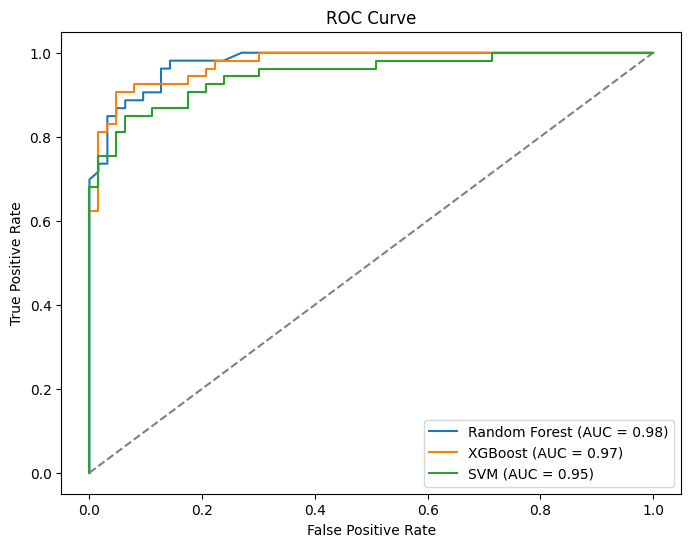 ROC Curve
1.0
0.8
0.6
0.4
0.2
0.0
True Positive Rate
0.0 0.2 0.4 0.6 0.8 1.0
False Positive Rate
Random Forest (AUC = 0.98)
XGBoost (AUC = 0.97)
SVM (AUC = 0.95)